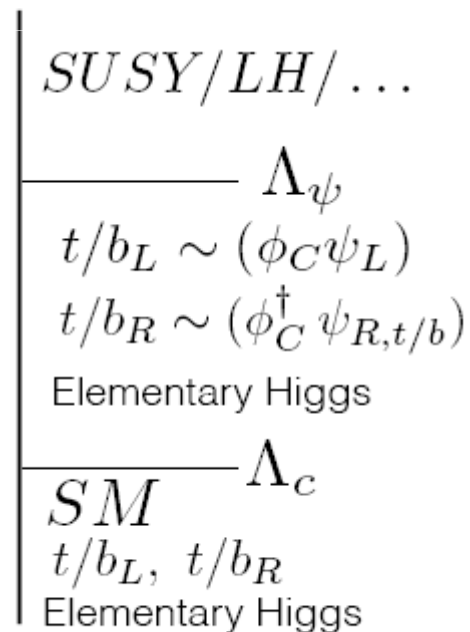 SUSY/LH/...
Λ_ψ
t/b_L ∼ (ϕ_C ψ_L)
t/b_R ∼ (ϕ_C^† ψ_{R,t/b})
Elementary Higgs
Λ_c
SM
t/b_L, t/b_R
Elementary Higgs